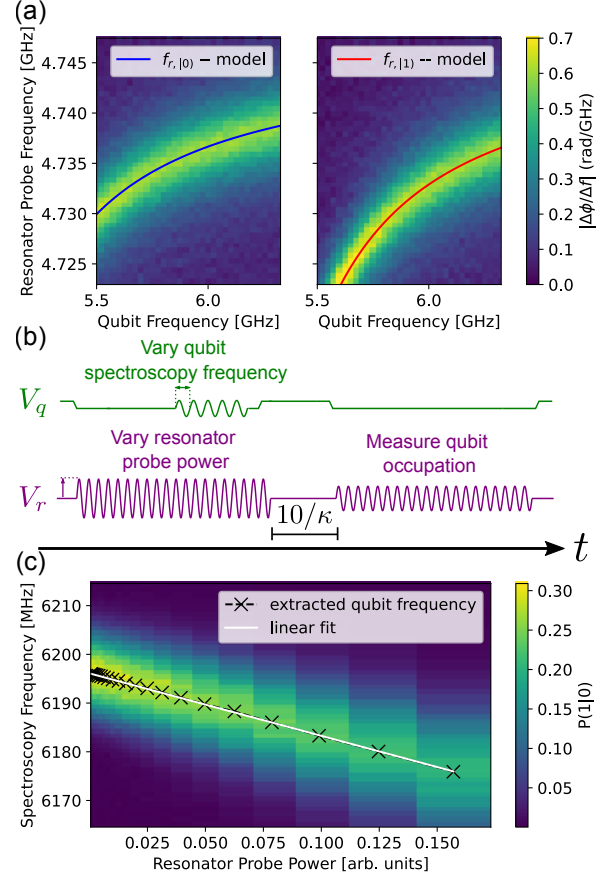 (a)
f_{r,|0⟩} − model
f_{r,|1⟩} -- model
Resonator Probe Frequency [GHz]
4.745
4.740
4.735
4.730
4.725
5.5
6.0
Qubit Frequency [GHz]
5.5
6.0
Qubit Frequency [GHz]
0.7
0.6
0.5
0.4
0.3
0.2
0.1
0.0
|Δϕ/Δf| (rad/GHz)
(b)
Vary qubit
spectroscopy frequency
V_q
Vary resonator
probe power
Measure qubit
occupation
V_r
10/κ
t
(c)
extracted qubit frequency
linear fit
Spectroscopy Frequency [MHz]
6210
6200
6190
6180
6170
0.025
0.050
0.075
0.100
0.125
0.150
Resonator Probe Power [arb. units]
0.30
0.25
0.20
0.15
0.10
0.05
P(1|0)